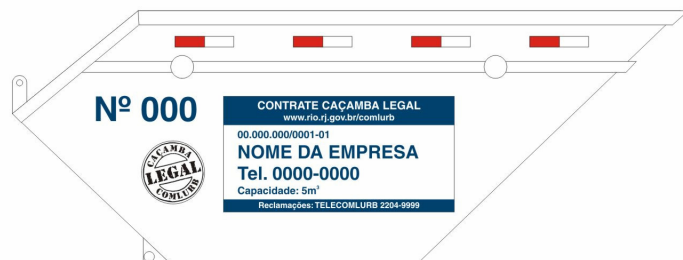 Nº 000
CONTRATE CAÇAMBA LEGAL
www.rio.rj.gov.br/comlurb
00.000.000/0001-01
NOME DA EMPRESA
Tel. 0000-0000
Capacidade: 5m³
Reclamações: TELECOMLURB 2204-9999
CAÇAMBA
LEGAL
COMLURB